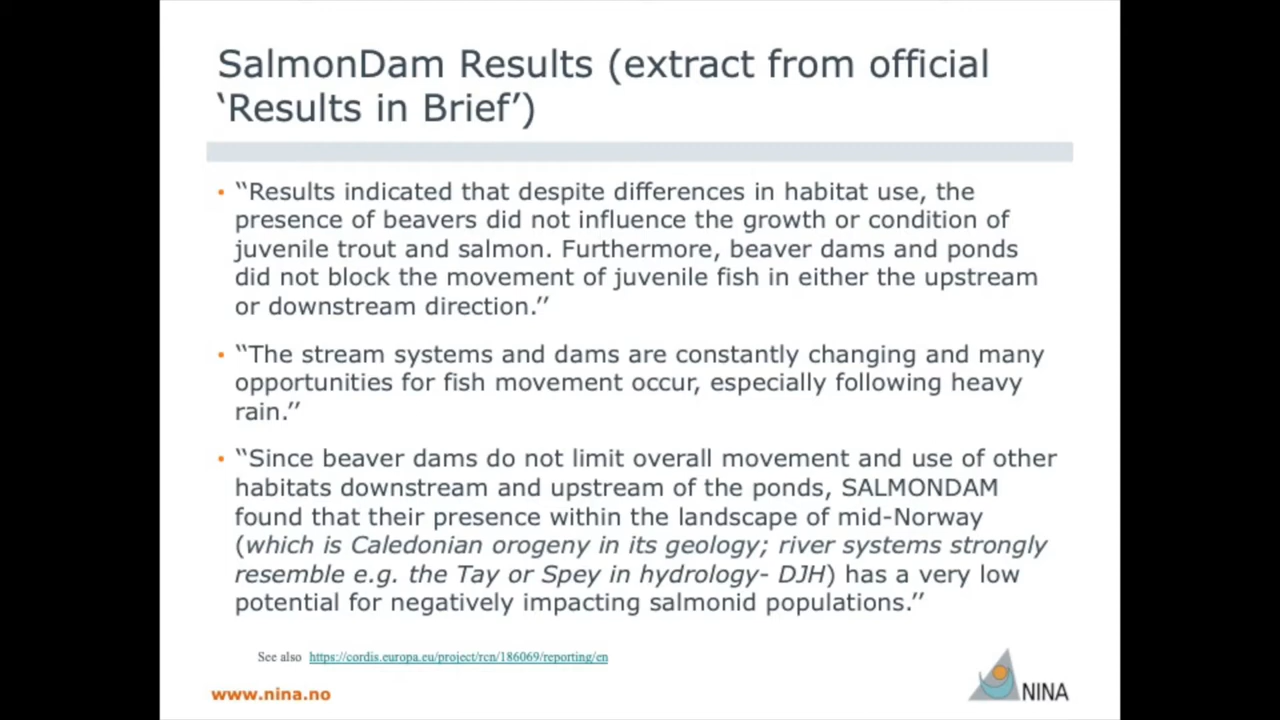 SalmonDam Results (extract from official
‘Results in Brief’)
• “Results indicated that despite differences in habitat use, the
presence of beavers did not influence the growth or condition of
juvenile trout and salmon. Furthermore, beaver dams and ponds
did not block the movement of juvenile fish in either the upstream
or downstream direction.”
• “The stream systems and dams are constantly changing and many
opportunities for fish movement occur, especially following heavy
rain.”
• “Since beaver dams do not limit overall movement and use of other
habitats downstream and upstream of the ponds, SALMONDAM
found that their presence within the landscape of mid-Norway
(which is Caledonian orogeny in its geology; river systems strongly
resemble e.g. the Tay or Spey in hydrology- DJH) has a very low
potential for negatively impacting salmonid populations.”
See also https://cordis.europa.eu/project/rcn/186069/reporting/en
www.nina.no
NINA